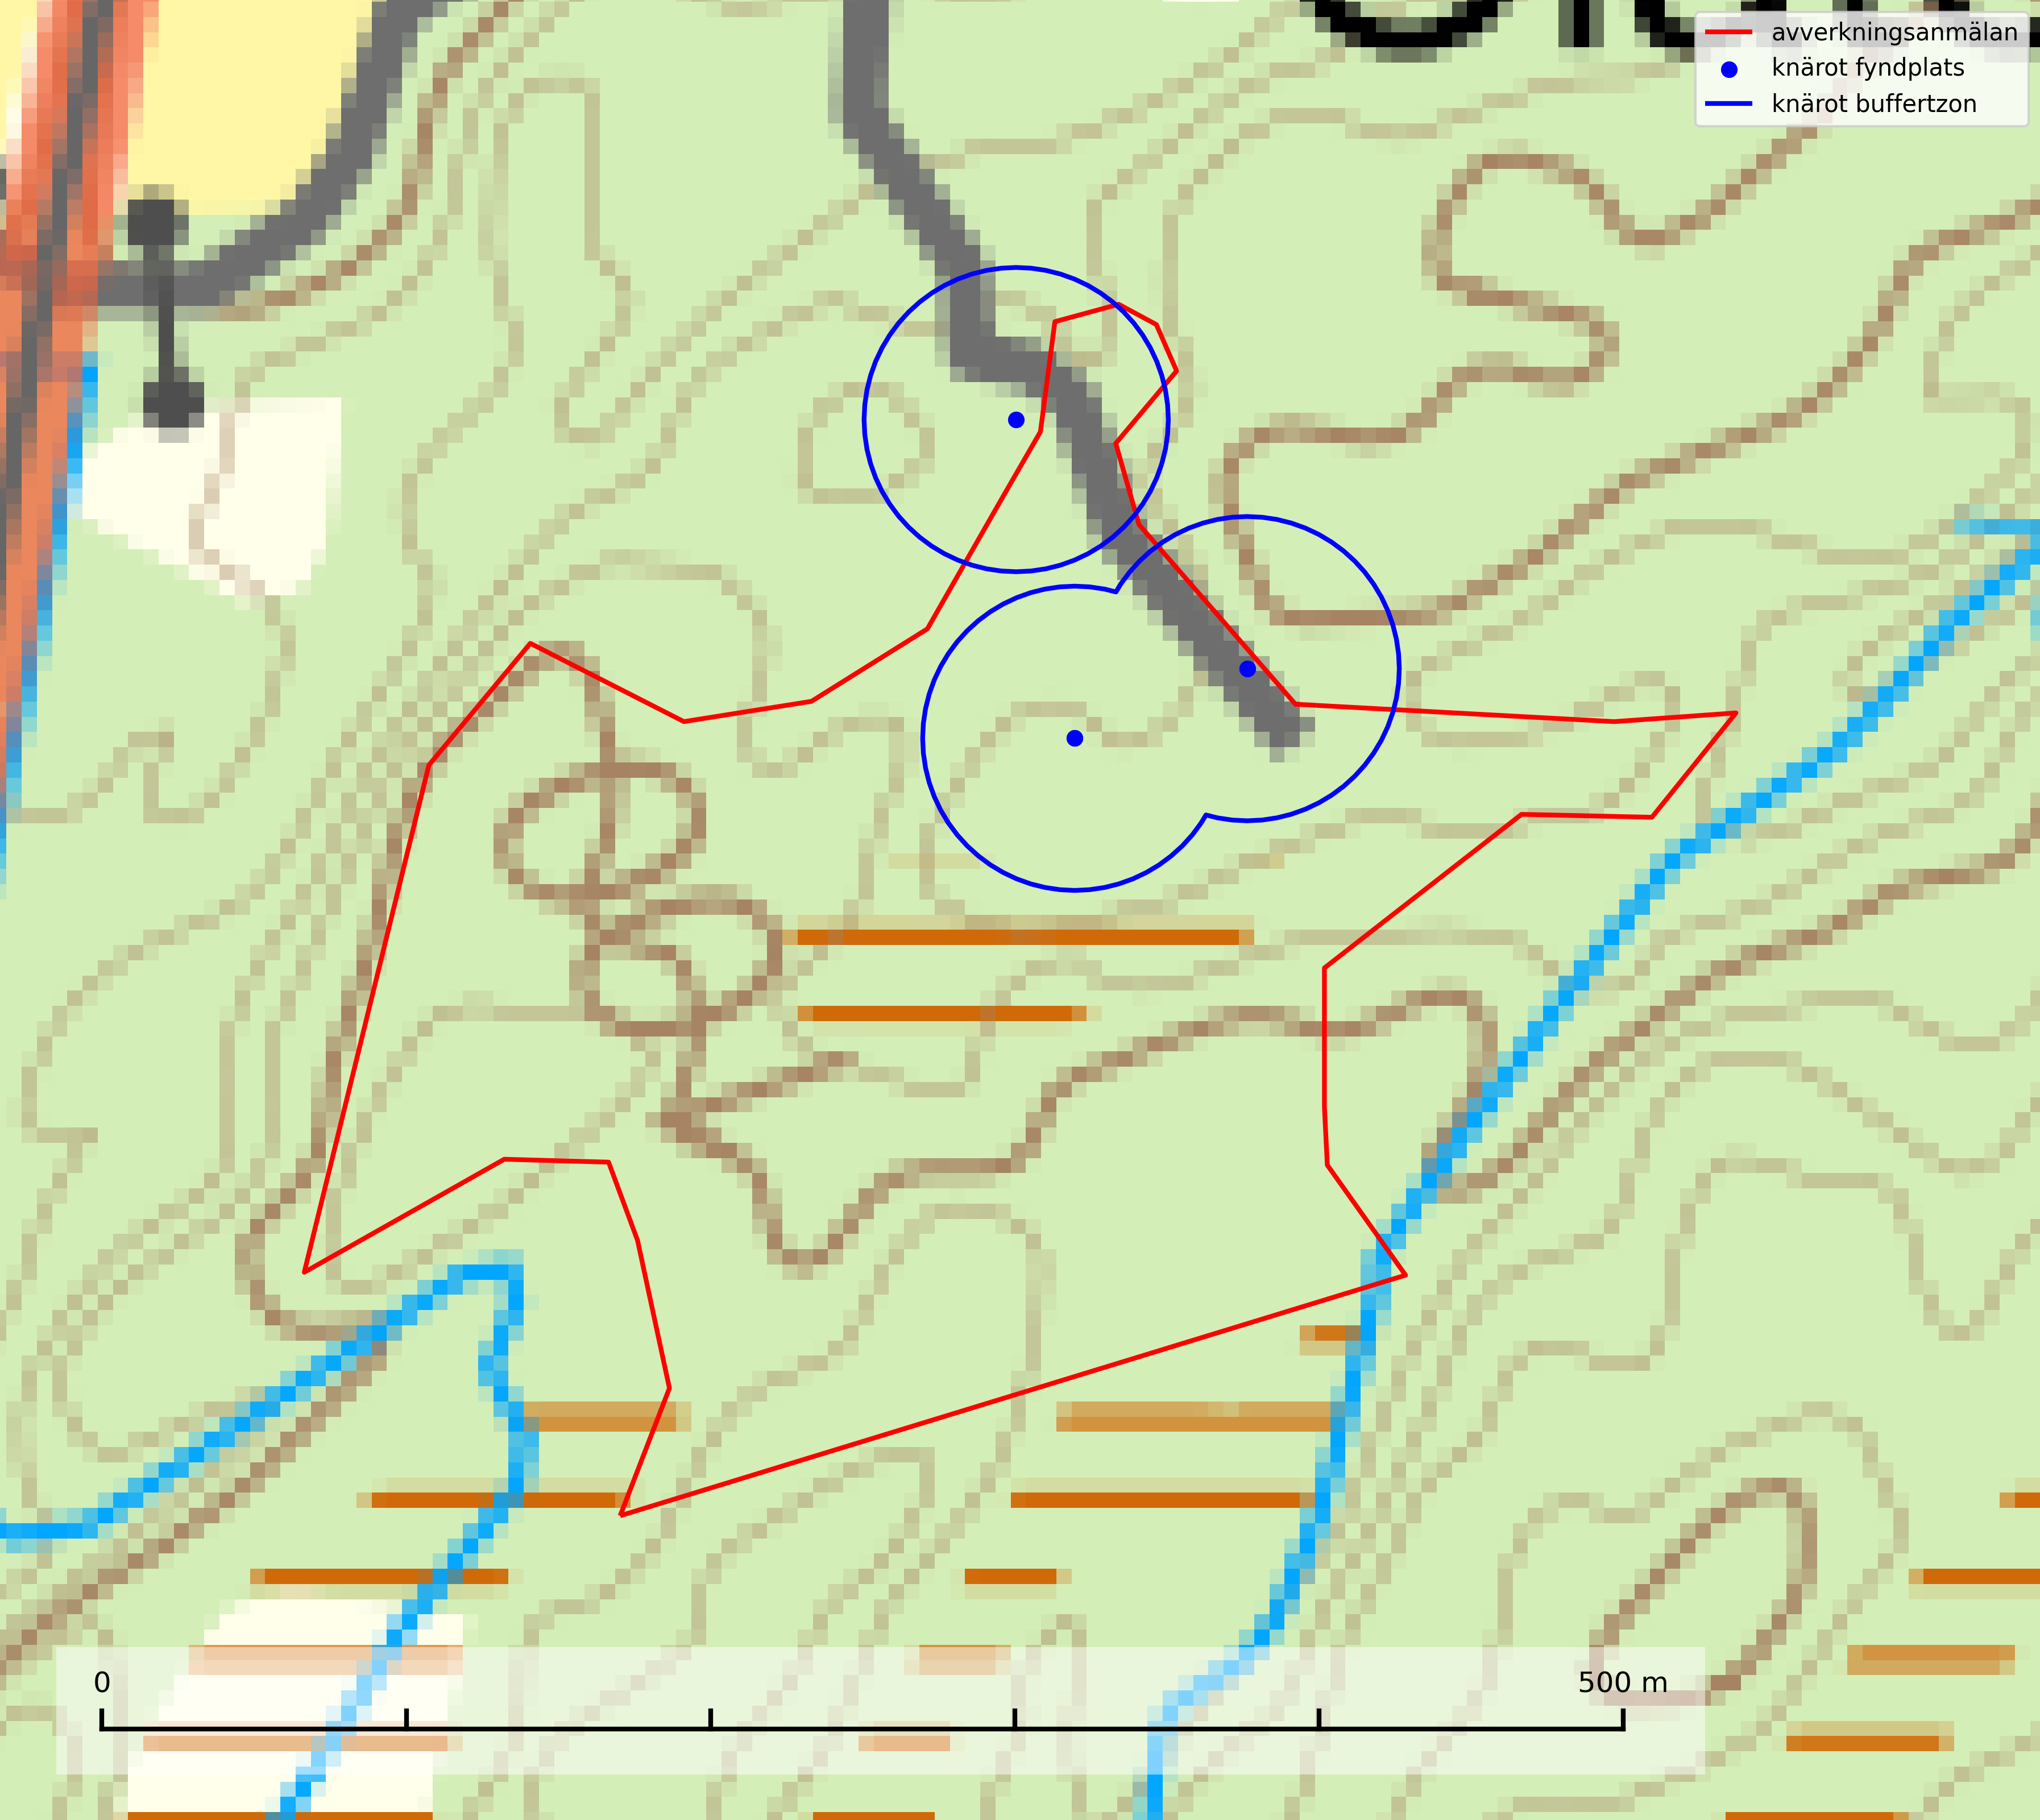 avverkningsanmälan
knärot fyndplats
knärot buffertzon
0
500 m